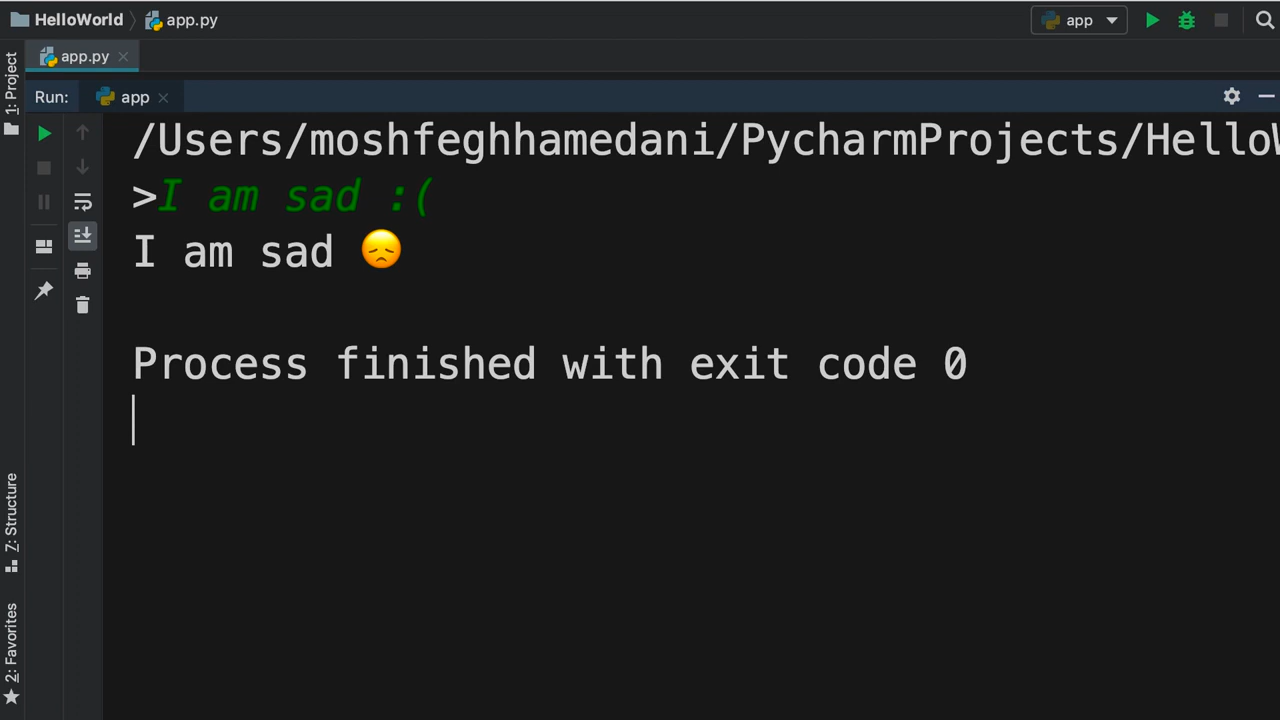 HelloWorld
app.py
app
app.py
1: Project
Run:
app
/Users/moshfeghhamedani/PycharmProjects/HelloW
>I am sad :(
I am sad 😞
Process finished with exit code 0
7: Structure
2: Favorites